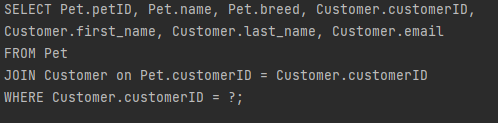 SELECT Pet.petID, Pet.name, Pet.breed, Customer.customerID,
Customer.first_name, Customer.last_name, Customer.email
FROM Pet
JOIN Customer on Pet.customerID = Customer.customerID
WHERE Customer.customerID = ?;